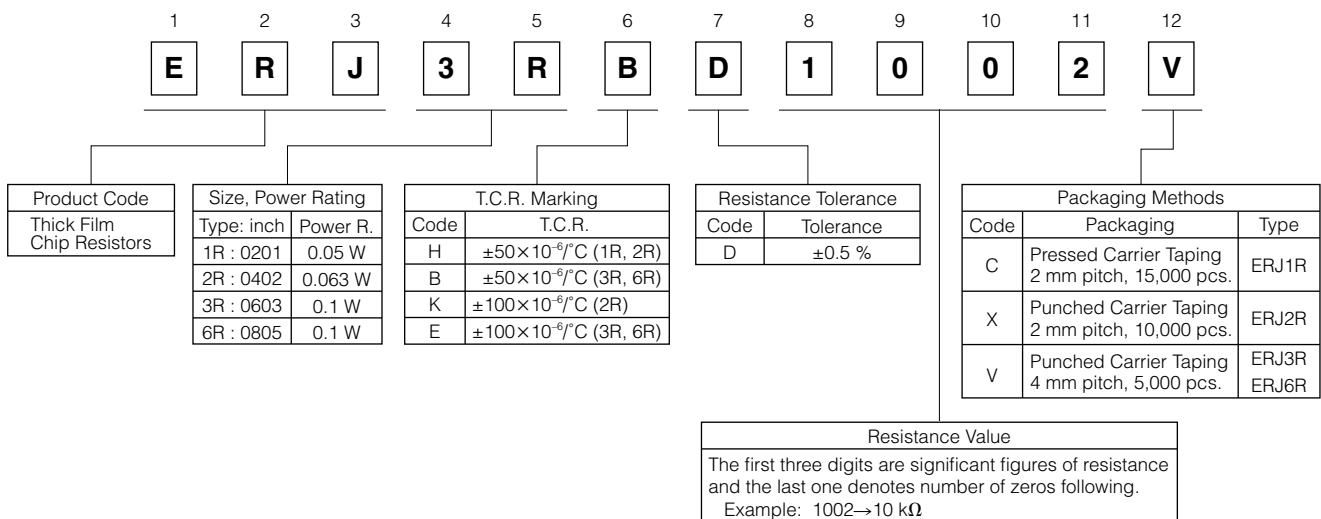 1 2 3 4 5 6 7 8 9 10 11 12
E R J 3 R B D 1 0 0 2 V
Product Code
Thick Film
Chip Resistors
Size, Power Rating
Type: inch Power R.
1R : 0201 0.05 W
2R : 0402 0.063 W
3R : 0603 0.1 W
6R : 0805 0.1 W
T.C.R. Marking
Code T.C.R.
H ±50×10⁻⁶/°C (1R, 2R)
B ±50×10⁻⁶/°C (3R, 6R)
K ±100×10⁻⁶/°C (2R)
E ±100×10⁻⁶/°C (3R, 6R)
Resistance Tolerance
Code Tolerance
D ±0.5 %
Packaging Methods
Code Packaging Type
C Pressed Carrier Taping
2 mm pitch, 15,000 pcs. ERJ1R
X Punched Carrier Taping
2 mm pitch, 10,000 pcs. ERJ2R
V Punched Carrier Taping ERJ3R
4 mm pitch, 5,000 pcs. ERJ6R
Resistance Value
The first three digits are significant figures of resistance
and the last one denotes number of zeros following.
Example: 1002→10 kΩ